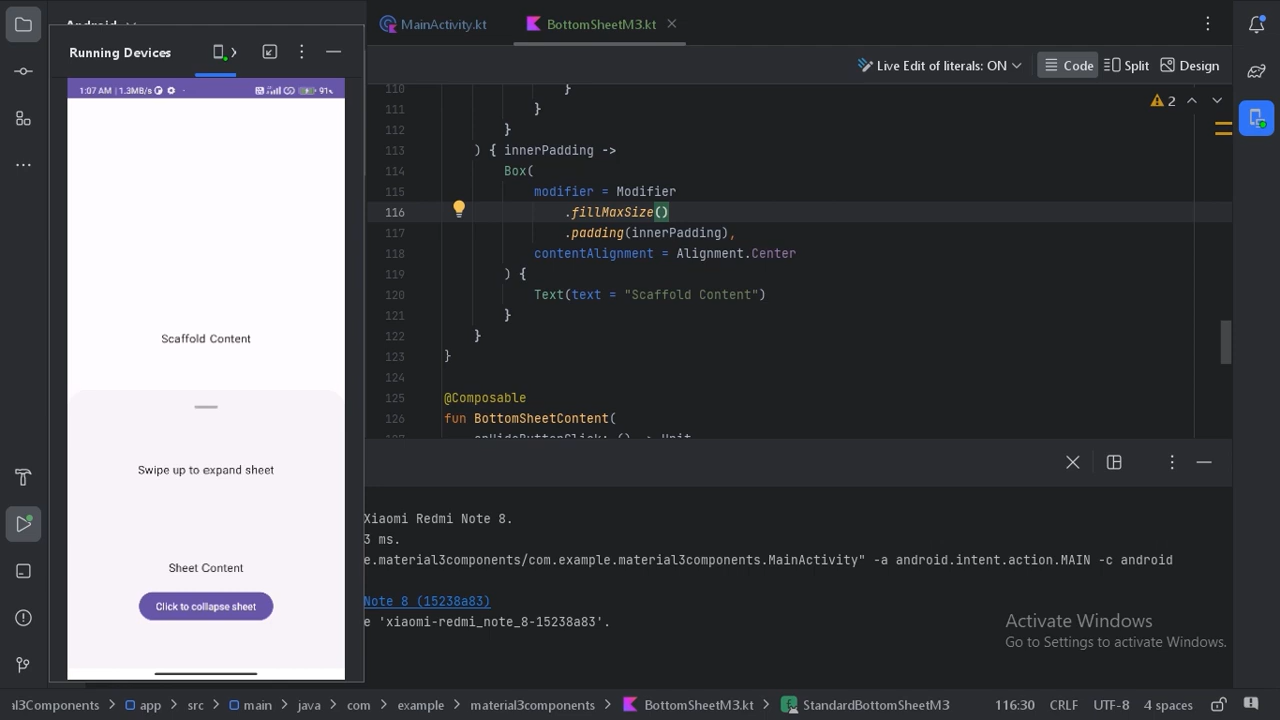 Android
Running Devices
MainActivity.kt
BottomSheetM3.kt
Live Edit of literals: ON
Code
Split
Design
1:07 AM | 1.3MB/s
91
Scaffold Content
Swipe up to expand sheet
Sheet Content
Click to collapse sheet
2
110 }
111 }
112 }
113 ) { innerPadding ->
114 Box(
115 modifier = Modifier
116 .fillMaxSize()
117 .padding(innerPadding),
118 contentAlignment = Alignment.Center
119 ) {
120 Text(text = "Scaffold Content")
121 }
122 }
123 }
124
125 @Composable
126 fun BottomSheetContent(
127 onHideButtonClick: () -> Unit
Xiaomi Redmi Note 8.
3 ms.
e.material3components/com.example.material3components.MainActivity" -a android.intent.action.MAIN -c android
Note 8 (15238a83)
e 'xiaomi-redmi_note_8-15238a83'.
Activate Windows
Go to Settings to activate Windows.
ial3Components
app
src
main
java
com
example
material3components
BottomSheetM3.kt
StandardBottomSheetM3
116:30
CRLF
UTF-8
4 spaces